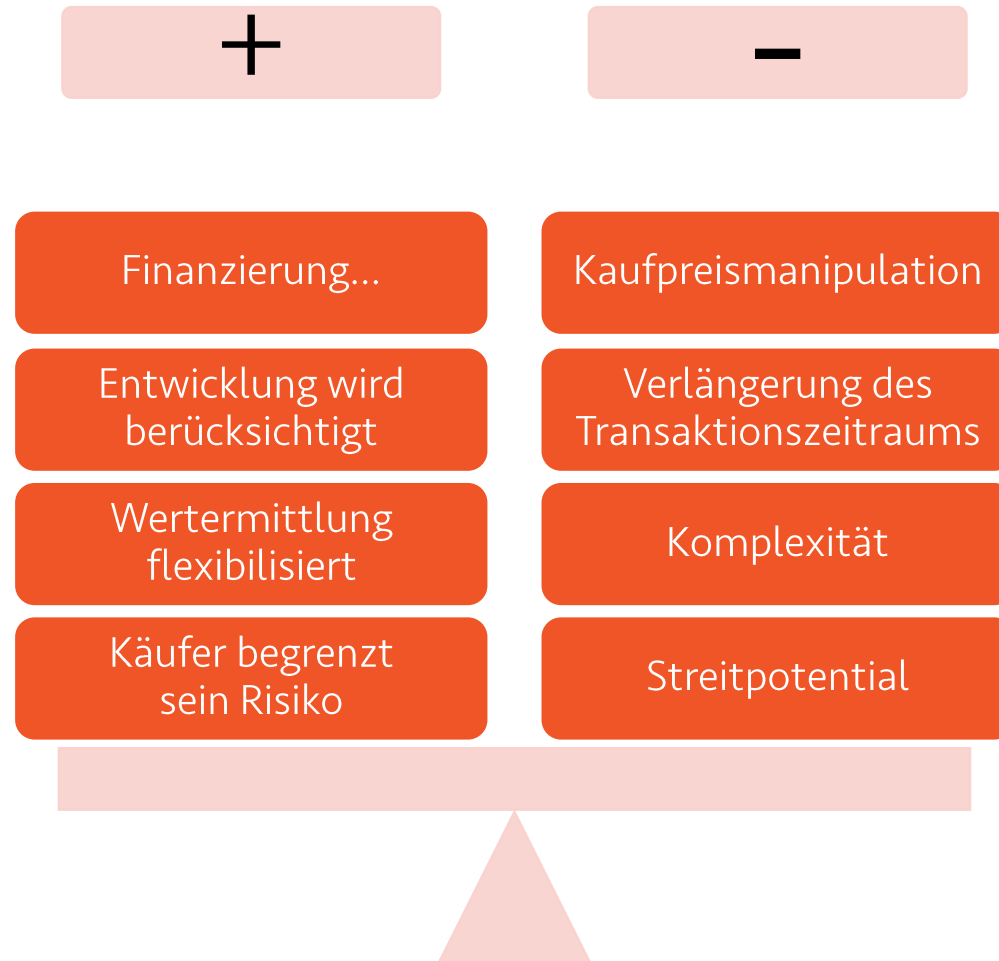 +
-
Finanzierung...
Entwicklung wird
berücksichtigt
Wertermittlung
flexibilisiert
Käufer begrenzt
sein Risiko
Kaufpreismanipulation
Verlängerung des
Transaktionszeitraums
Komplexität
Streitpotential